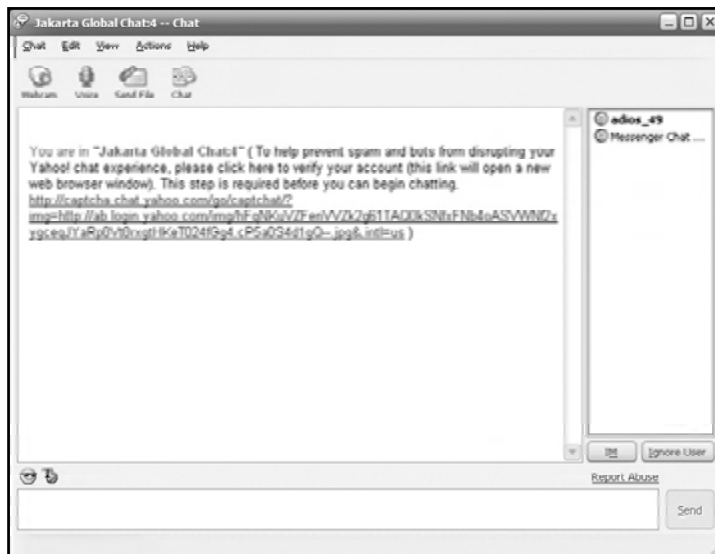 Jakarta Global Chat:4 -- Chat
Chat Edit View Actions Help
Webcam Voice Send File Chat
You are in "Jakarta Global Chat:4" ( To help prevent spam and bots from disrupting your
Yahoo! chat experience, please click here to verify your account (this link will open a new
web browser window). This step is required before you can begin chatting.
http://captcha.chat.yahoo.com/go/captchat/?
adios_49
Messenger Chat ....
IM Ignore User
Report Abuse
Send